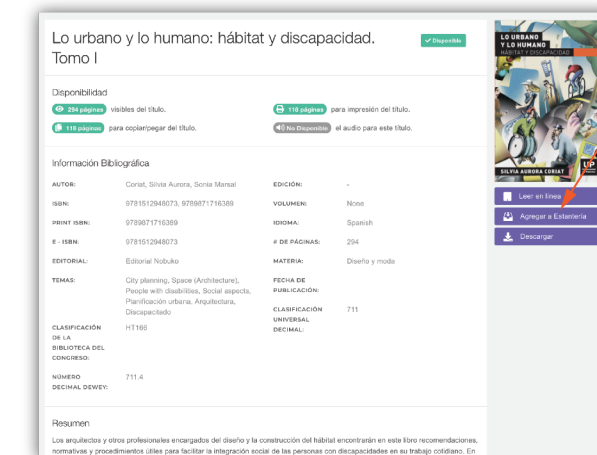 Lo urbano y lo humano: hábitat y discapacidad.
Tomo I
Disponible
Disponibilidad
294 páginas visibles del título.
118 páginas para impresión del título.
118 páginas para copiar/pegar del título.
No Disponible el audio para este título.
Información Bibliográfica
AUTOR: Coriat, Silvia Aurora, Sonia Marsal
ISBN: 9781512948073, 9789871716389
PRINT ISBN: 9789871716389
E - ISBN: 9781512948073
EDITORIAL: Editorial Nobuko
TEMAS: City planning, Space (Architecture),
People with disabilities, Social aspects,
Planificación urbana, Arquitectura,
Discapacitado
CLASIFICACIÓN HT166
DE LA
BIBLIOTECA DEL
CONGRESO:
NÚMERO 711.4
DECIMAL DEWEY:
EDICIÓN: -
VOLUMEN: None
IDIOMA: Spanish
# DE PÁGINAS: 294
MATERIA: Diseño y moda
FECHA DE
PUBLICACIÓN:
CLASIFICACIÓN 711
UNIVERSAL
DECIMAL:
Resumen
Los arquitectos y otros profesionales encargados del diseño y la construcción del hábitat encontrarán en este libro recomendaciones,
normativas y procedimientos útiles para facilitar la integración social de las personas con discapacidades en su trabajo cotidiano. En
LO URBANO
Y LO HUMANO
HÁBITAT Y DISCAPACIDAD
SILVIA AURORA CORIAT
UP
Leer en línea
Agregar a Estantería
Descargar